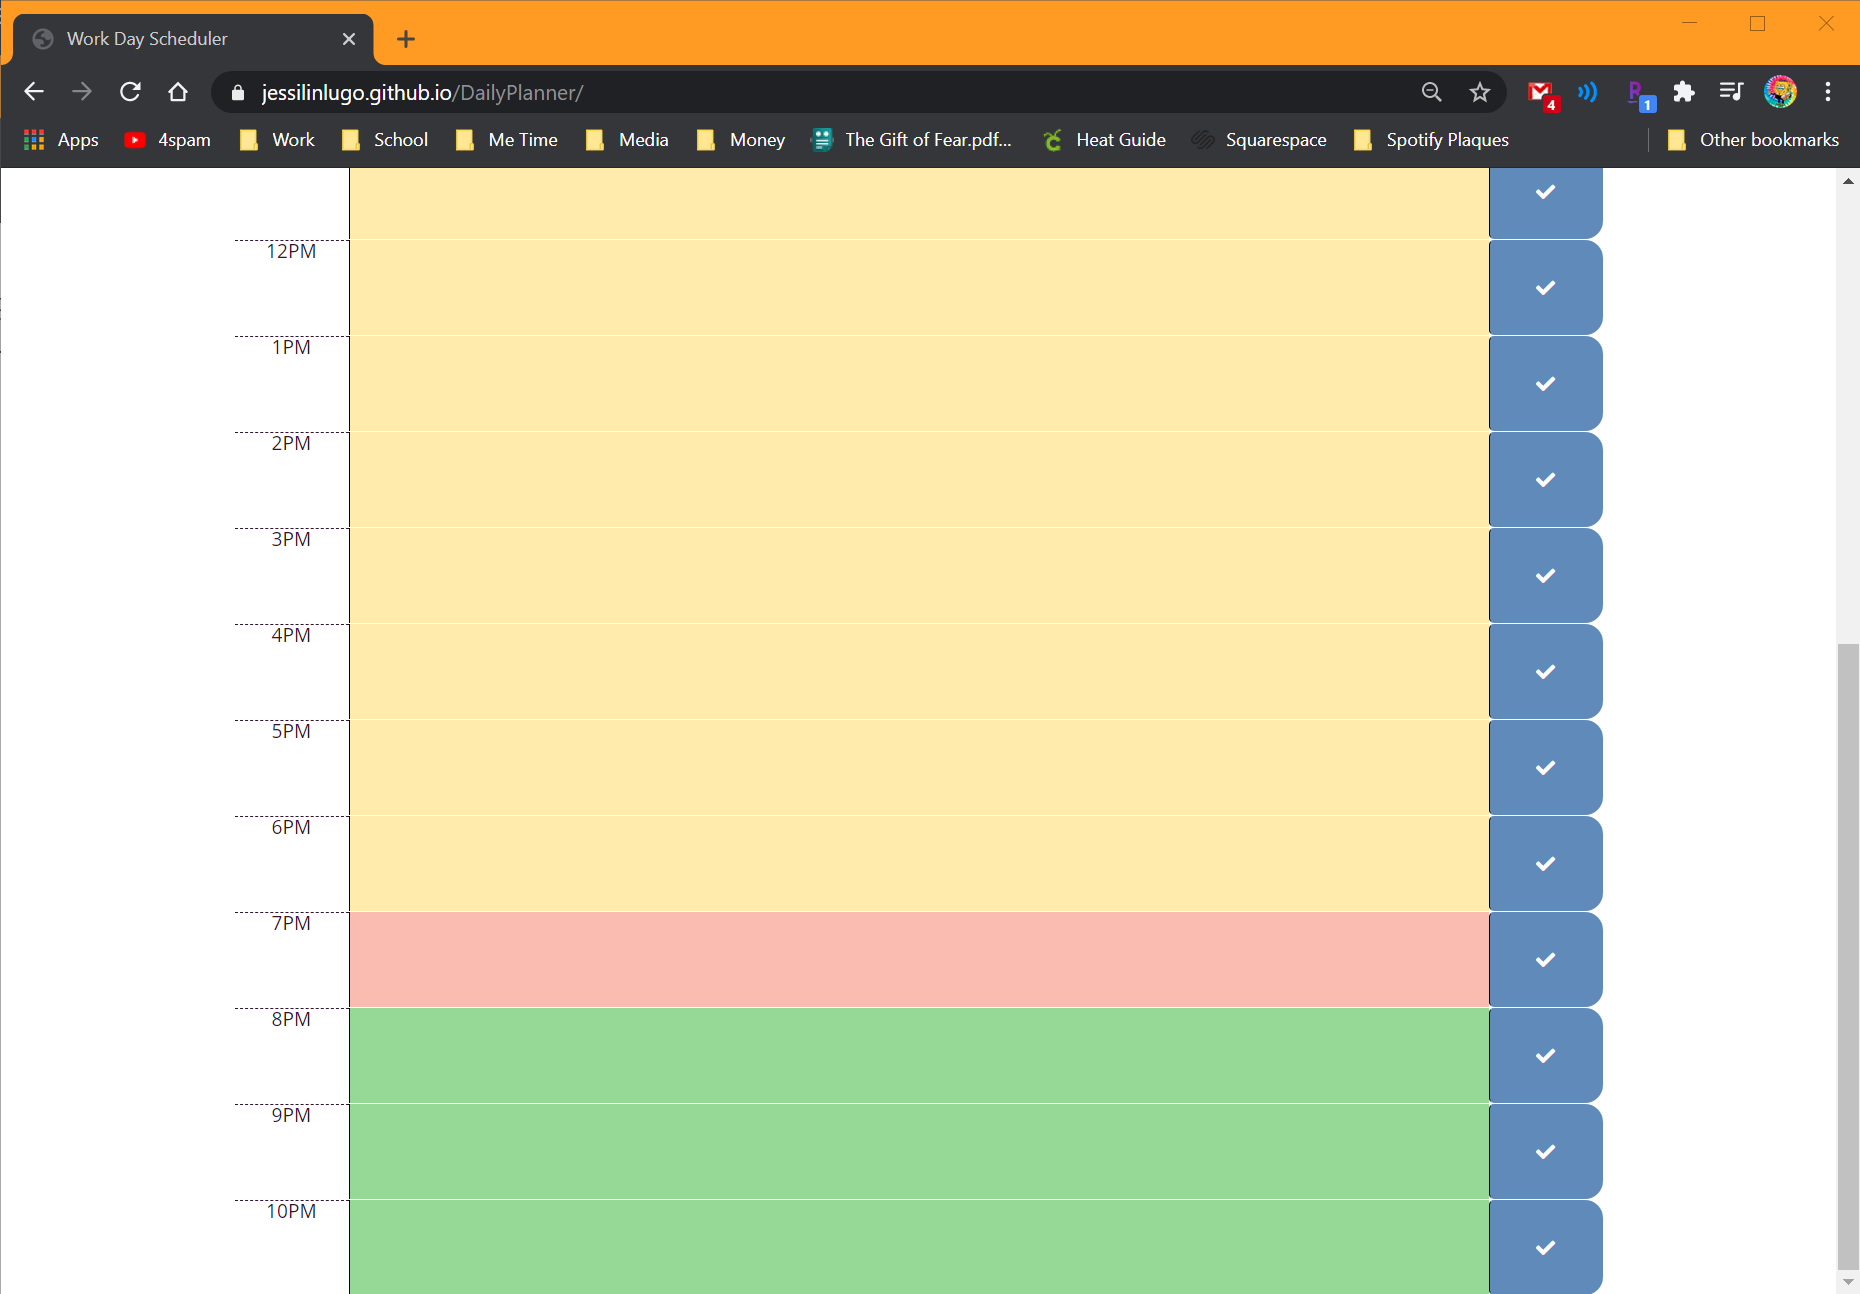 Work Day Scheduler
jessilinlugo.github.io/DailyPlanner/
4
1
Apps 4spam Work School Me Time Media Money The Gift of Fear.pdf... Heat Guide Squarespace Spotify Plaques Other bookmarks
12PM
1PM
2PM
3PM
4PM
5PM
6PM
7PM
8PM
9PM
10PM